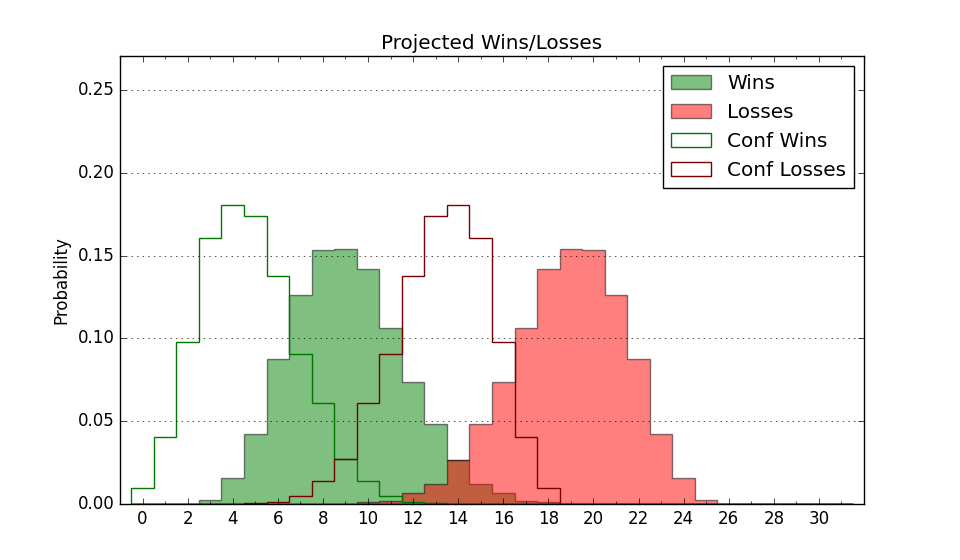 Projected Wins/Losses
Wins
Losses
Conf Wins
Conf Losses
Probability
0.25
0.20
0.15
0.10
0.05
0.00
0 2 4 6 8 10 12 14 16 18 20 22 24 26 28 30